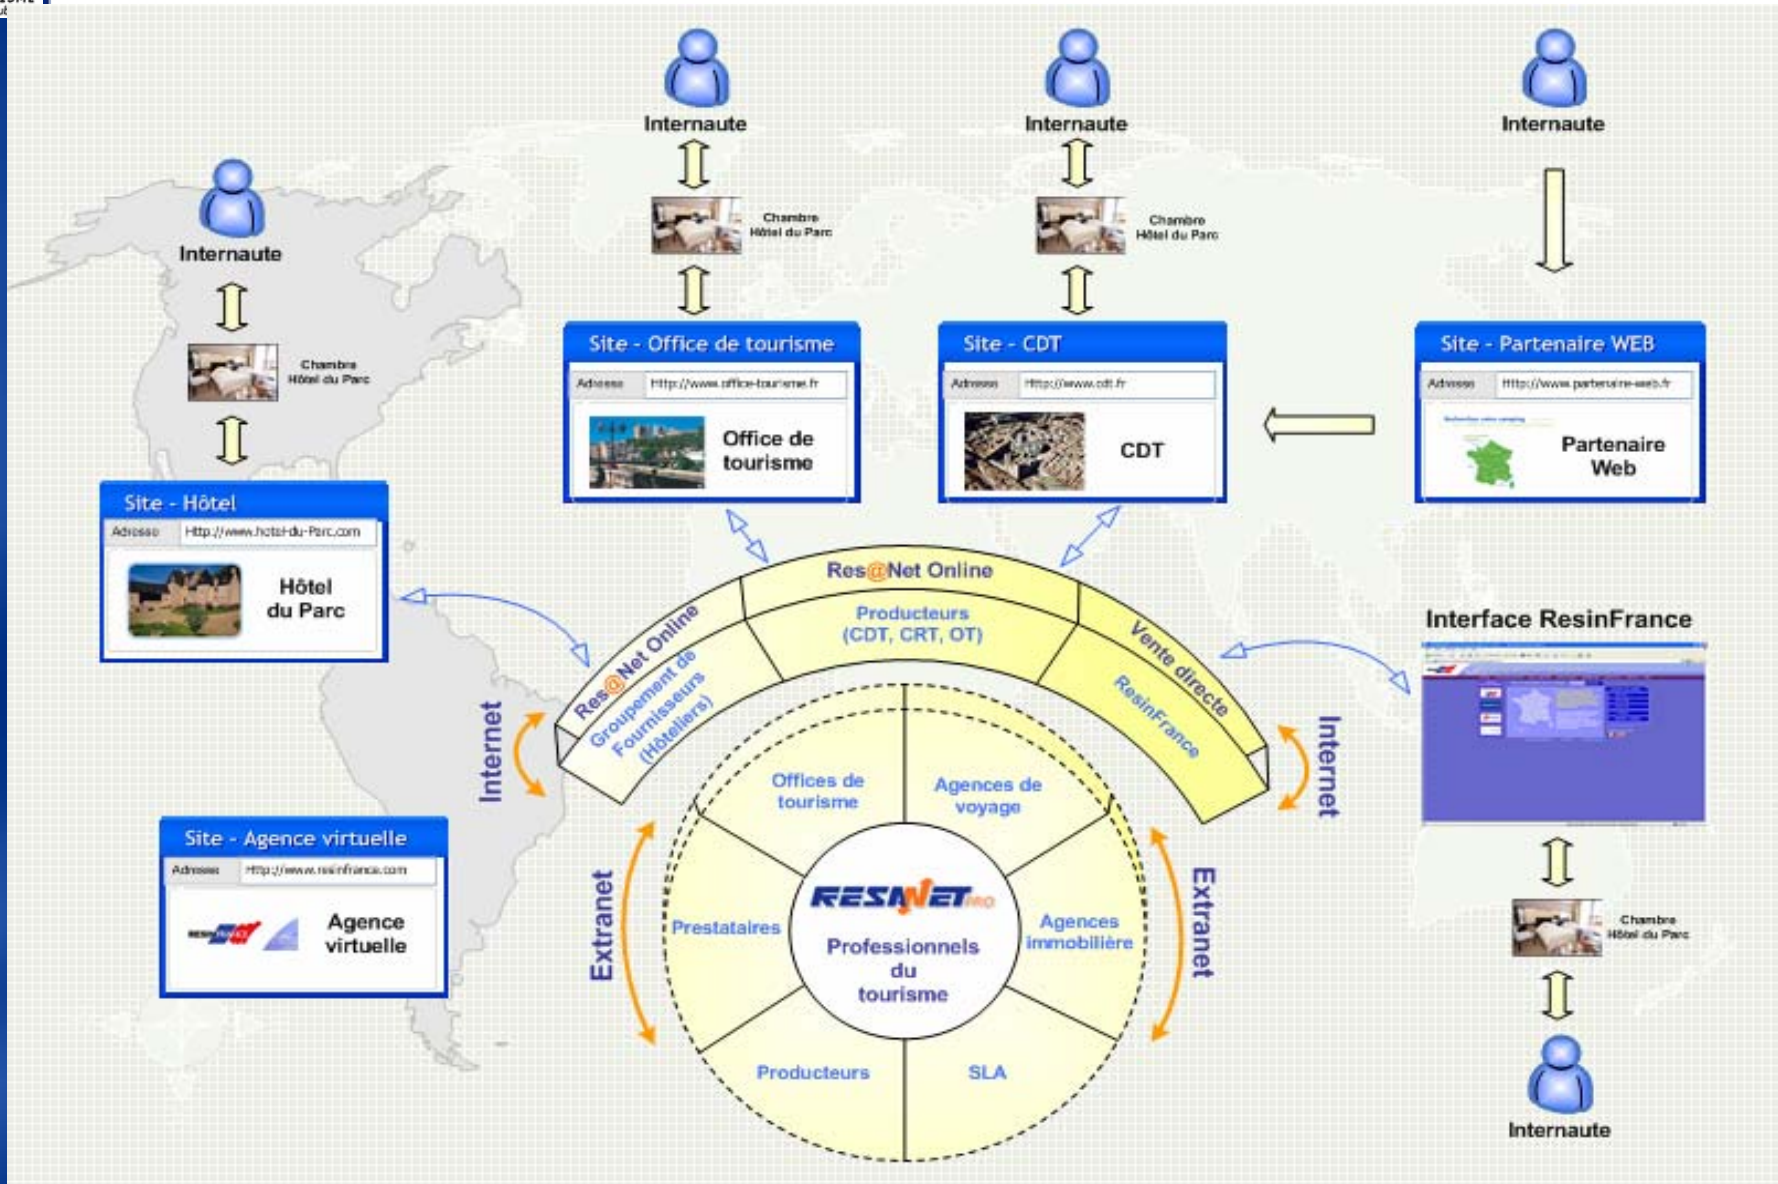 Internaute
Internaute
Internaute
Internaute
Chambre
Hôtel du Parc
Chambre
Hôtel du Parc
Chambre
Hôtel du Parc
Site - Office de tourisme
Adresse Http://www.office-tourisme.fr
Office de
tourisme
Site - CDT
Adresse Http://www.cdt.fr
CDT
Site - Partenaire WEB
Adresse Http://www.partenaire-web.fr
Recherchez votre camping
Partenaire
Web
Site - Hôtel
Adresse Http://www.hotel-du-Parc.com
Hôtel
du Parc
Res@Net Online
Producteurs
(CDT, CRT, OT)
Res@Net Online
Groupement de
Fournisseurs
(Hôteliers)
Vente directe
ResinFrance
Interface ResinFrance
Internet
Internet
Site - Agence virtuelle
Adresse Http://www.resinfrance.com
RESINFRANCE
Agence
virtuelle
Extranet
Extranet
Offices de
tourisme
Agences de
voyage
Prestataires
Agences
immobilière
Producteurs
SLA
RESANET PRO
Professionnels
du
tourisme
Chambre
Hôtel du Parc
Internaute